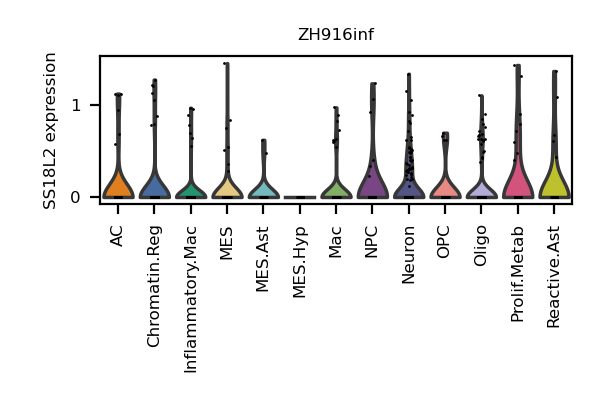 ZH916inf
SS18L2 expression
1
0
AC
Chromatin.Reg
Inflammatory.Mac
MES
MES.Ast
MES.Hyp
Mac
NPC
Neuron
OPC
Oligo
Prolif.Metab
Reactive.Ast